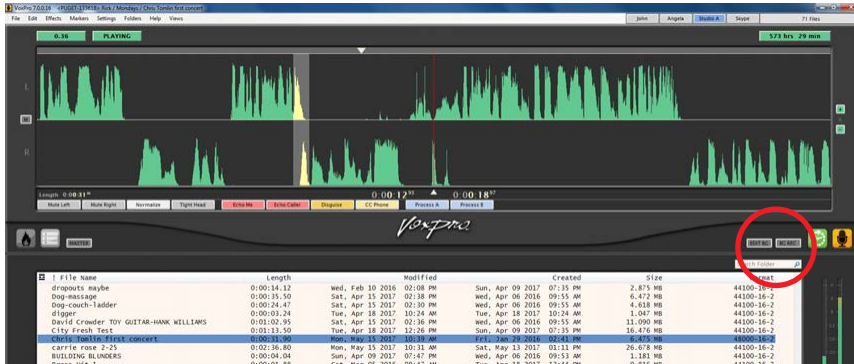 VoxPro 7.0.0.16 <PUGET-153619> Rick / Mondays / Chris Tomlin first concert
File Edit Effects Markers Settings Folders Help Views John Angela Studio A Skype 71 Files
0.36 PLAYING 573 hrs 29 min
L
R
Length 0:00:31 0:00:12 0:00:18
Mute Left Mute Right Normalize Tight Head Echo Me Echo Caller Disguise CC Phone Process A Process B
VoxPro
MASTER EDIT BG BG REC
Search Folder
! File Name Length Modified Created Size Format
dropouts maybe 0:00:14.12 Wed, Feb 10 2016 02:08 PM Sun, Apr 09 2017 07:35 PM 2.875 MB 44100-16-2
Dog-massage 0:00:35.50 Sat, Apr 15 2017 02:38 PM Wed, Apr 06 2016 09:55 AM 6.472 MB 44100-16-2
Dog-couch-ladder 0:00:24.47 Sat, Apr 15 2017 02:30 PM Wed, Apr 06 2016 09:55 AM 4.618 MB 44100-16-2
digger 0:00:03.24 Tue, Apr 18 2017 10:24 AM Tue, Apr 18 2017 10:24 AM 1.047 MB 44100-16-2
David Crowder TOY GUITAR-HANK WILLIAMS 0:01:02.95 Sat, Apr 15 2017 02:36 PM Wed, Apr 06 2016 09:55 AM 11.090 MB 44100-16-2
City Fresh Test 0:01:13.50 Tue, Apr 18 2017 12:26 PM Sun, Apr 09 2017 07:35 PM 16.476 MB 44100-16-2
Chris Tomlin first concert 0:00:31.90 Mon, May 15 2017 10:39 AM Fri, Jan 29 2016 02:41 PM 6.475 MB 48000-16-2
carrie rose 2-25 0:02:36.80 Mon, May 15 2017 10:31 AM Sat, May 13 2017 01:11 PM 26.678 MB 44100-16-2
BUILDING BLUNDERS 0:00:04.04 Sun, Apr 09 2017 07:47 PM Wed, Apr 06 2016 09:53 AM 1.181 MB 44100-16-2